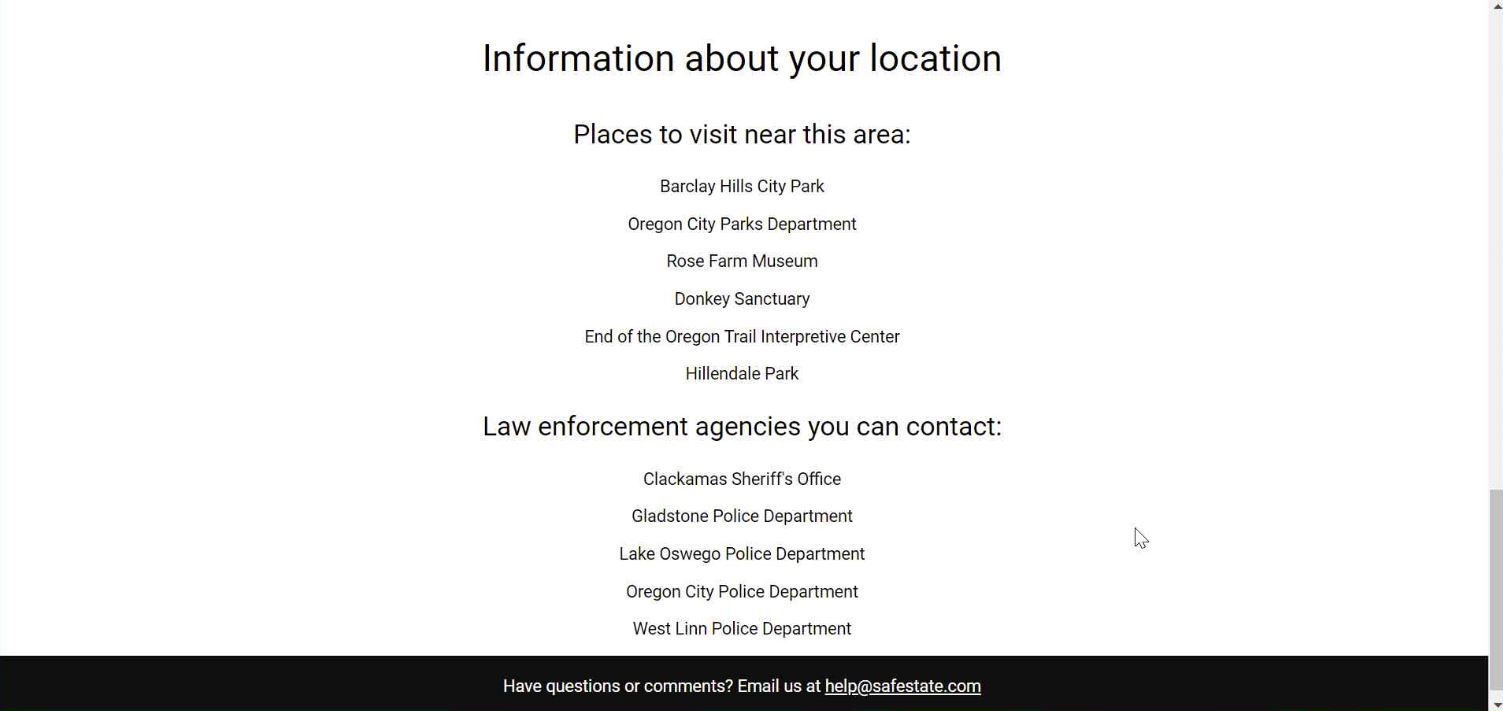 Information about your location
Places to visit near this area:
Barclay Hills City Park
Oregon City Parks Department
Rose Farm Museum
Donkey Sanctuary
End of the Oregon Trail Interpretive Center
Hillendale Park
Law enforcement agencies you can contact:
Clackamas Sheriff's Office
Gladstone Police Department
Lake Oswego Police Department
Oregon City Police Department
West Linn Police Department
Have questions or comments? Email us at help@safestate.com